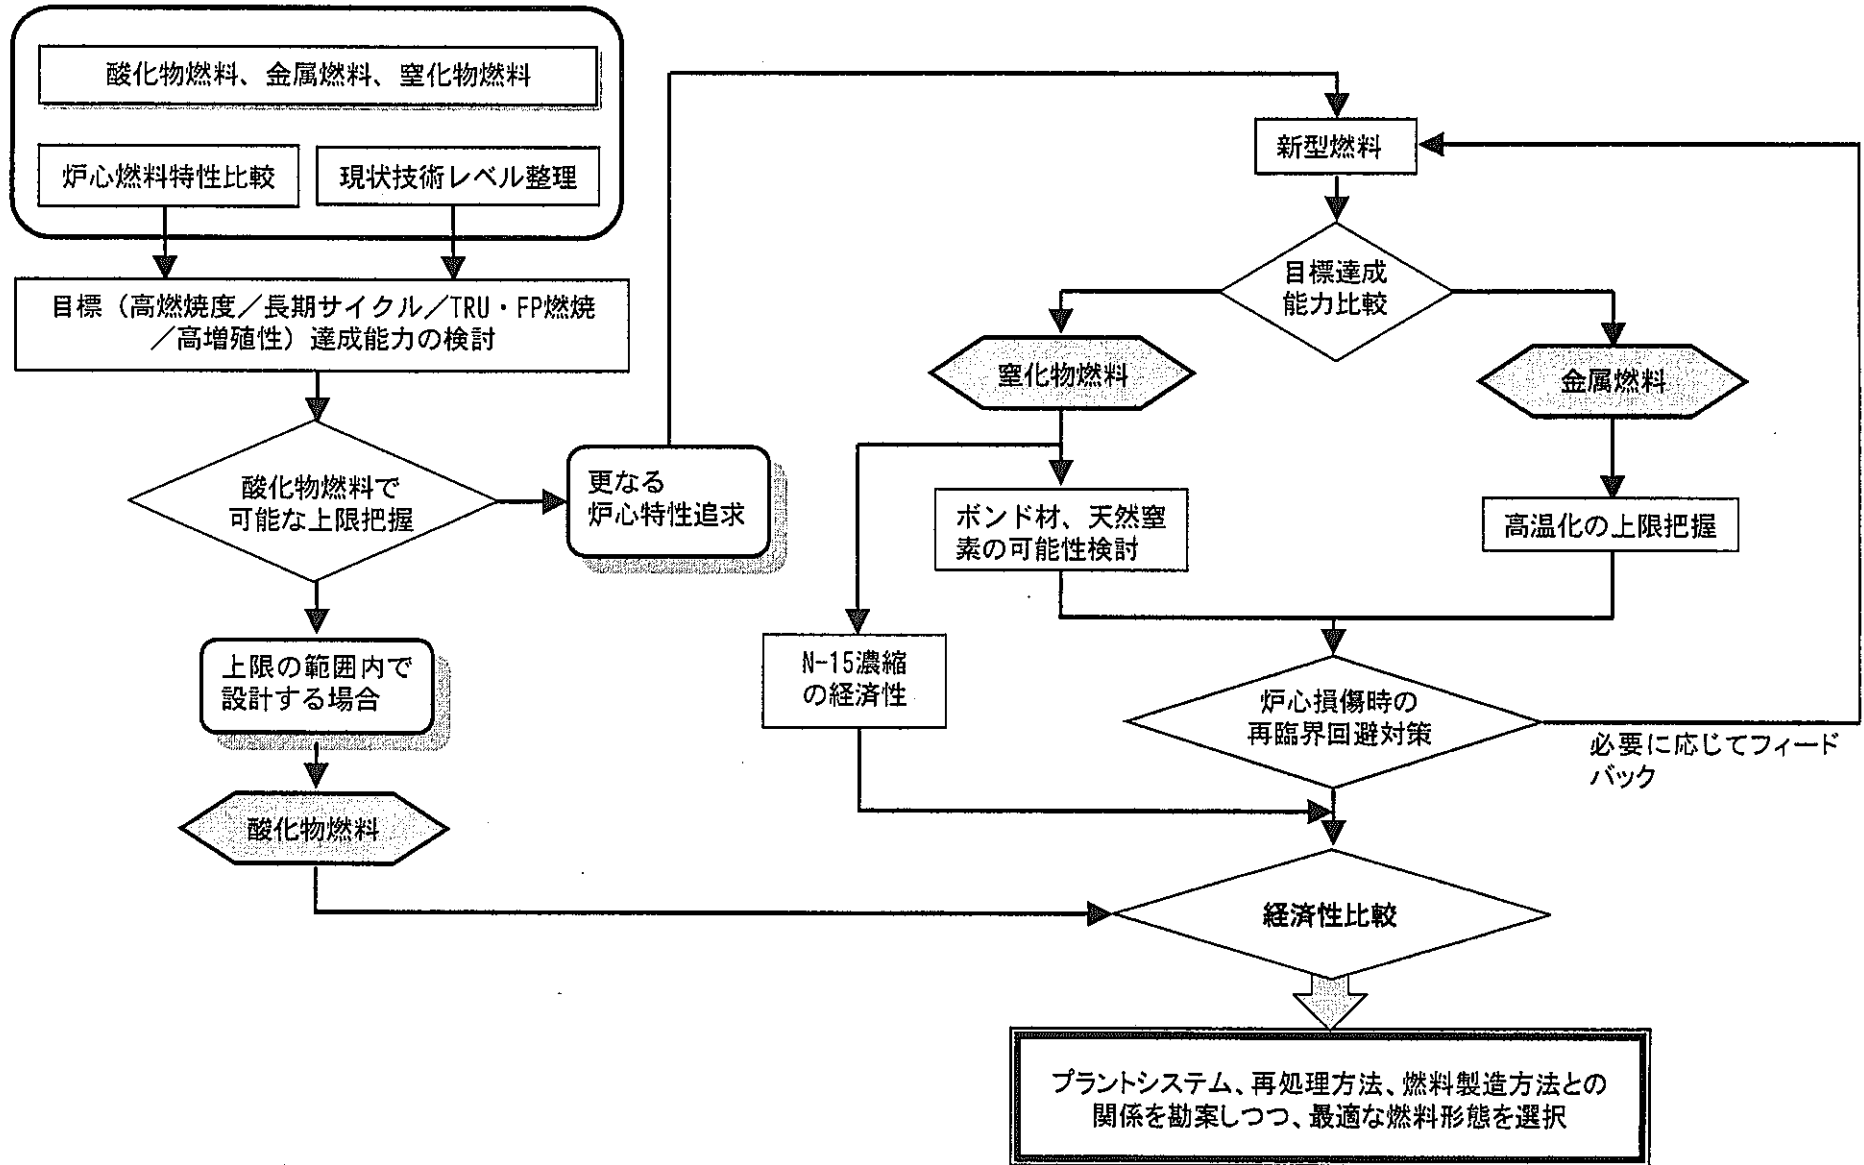 酸化物燃料、金属燃料、窒化物燃料
炉心燃料特性比較
現状技術レベル整理
目標（高燃焼度／長期サイクル／TRU・FP燃焼
／高増殖性）達成能力の検討
酸化物燃料で
可能な上限把握
更なる
炉心特性追求
上限の範囲内で
設計する場合
酸化物燃料
新型燃料
目標達成
能力比較
窒化物燃料
金属燃料
ボンド材、天然窒
素の可能性検討
高温化の上限把握
N-15濃縮
の経済性
炉心損傷時の
再臨界回避対策
必要に応じてフィード
バック
経済性比較
プラントシステム、再処理方法、燃料製造方法との
関係を勘案しつつ、最適な燃料形態を選択